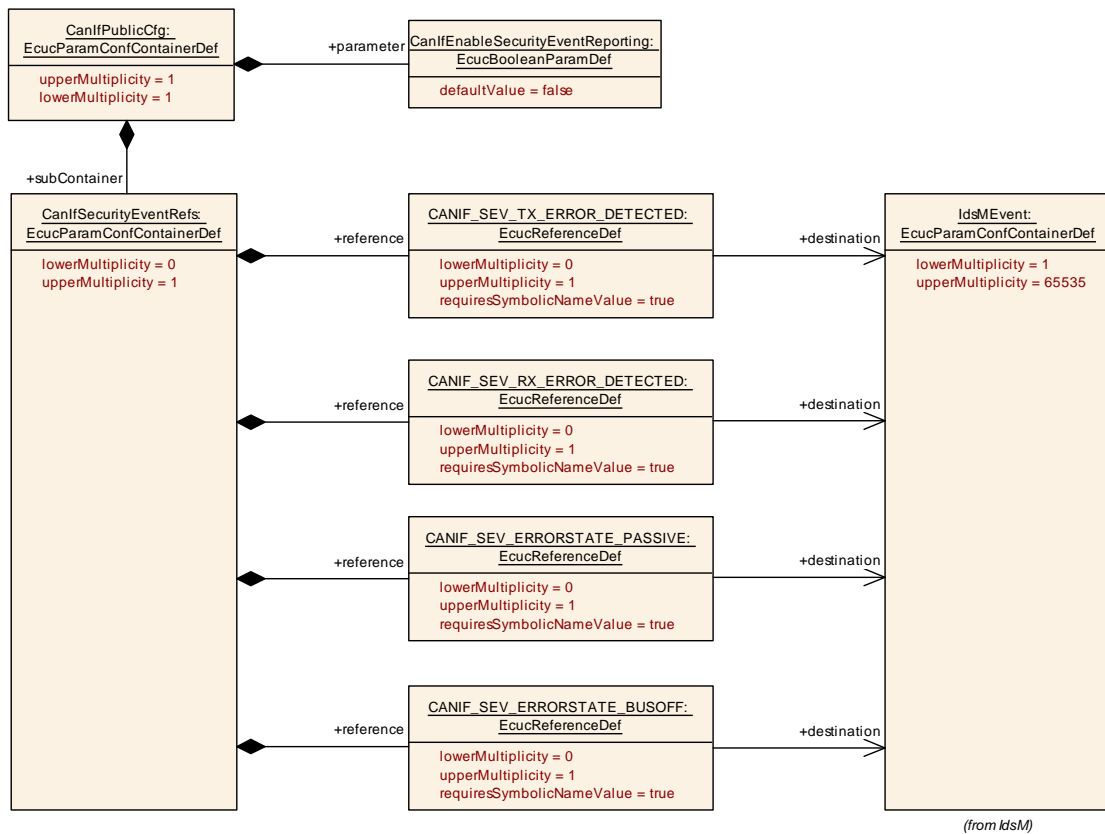 CanIfPublicCfg:
EcucParamConfContainerDef
upperMultiplicity = 1
lowerMultiplicity = 1
+parameter
CanIfEnableSecurityEventReporting:
EcucBooleanParamDef
defaultValue = false
+subContainer
CanIfSecurityEventRefs:
EcucParamConfContainerDef
lowerMultiplicity = 0
upperMultiplicity = 1
+reference
CANIF_SEV_TX_ERROR_DETECTED:
EcucReferenceDef
lowerMultiplicity = 0
upperMultiplicity = 1
requiresSymbolicNameValue = true
+destination
IdsMEvent:
EcucParamConfContainerDef
lowerMultiplicity = 1
upperMultiplicity = 65535
+reference
CANIF_SEV_RX_ERROR_DETECTED:
EcucReferenceDef
lowerMultiplicity = 0
upperMultiplicity = 1
requiresSymbolicNameValue = true
+destination
+reference
CANIF_SEV_ERRORSTATE_PASSIVE:
EcucReferenceDef
lowerMultiplicity = 0
upperMultiplicity = 1
requiresSymbolicNameValue = true
+destination
+reference
CANIF_SEV_ERRORSTATE_BUSOFF:
EcucReferenceDef
lowerMultiplicity = 0
upperMultiplicity = 1
requiresSymbolicNameValue = true
+destination
(from IdsM)